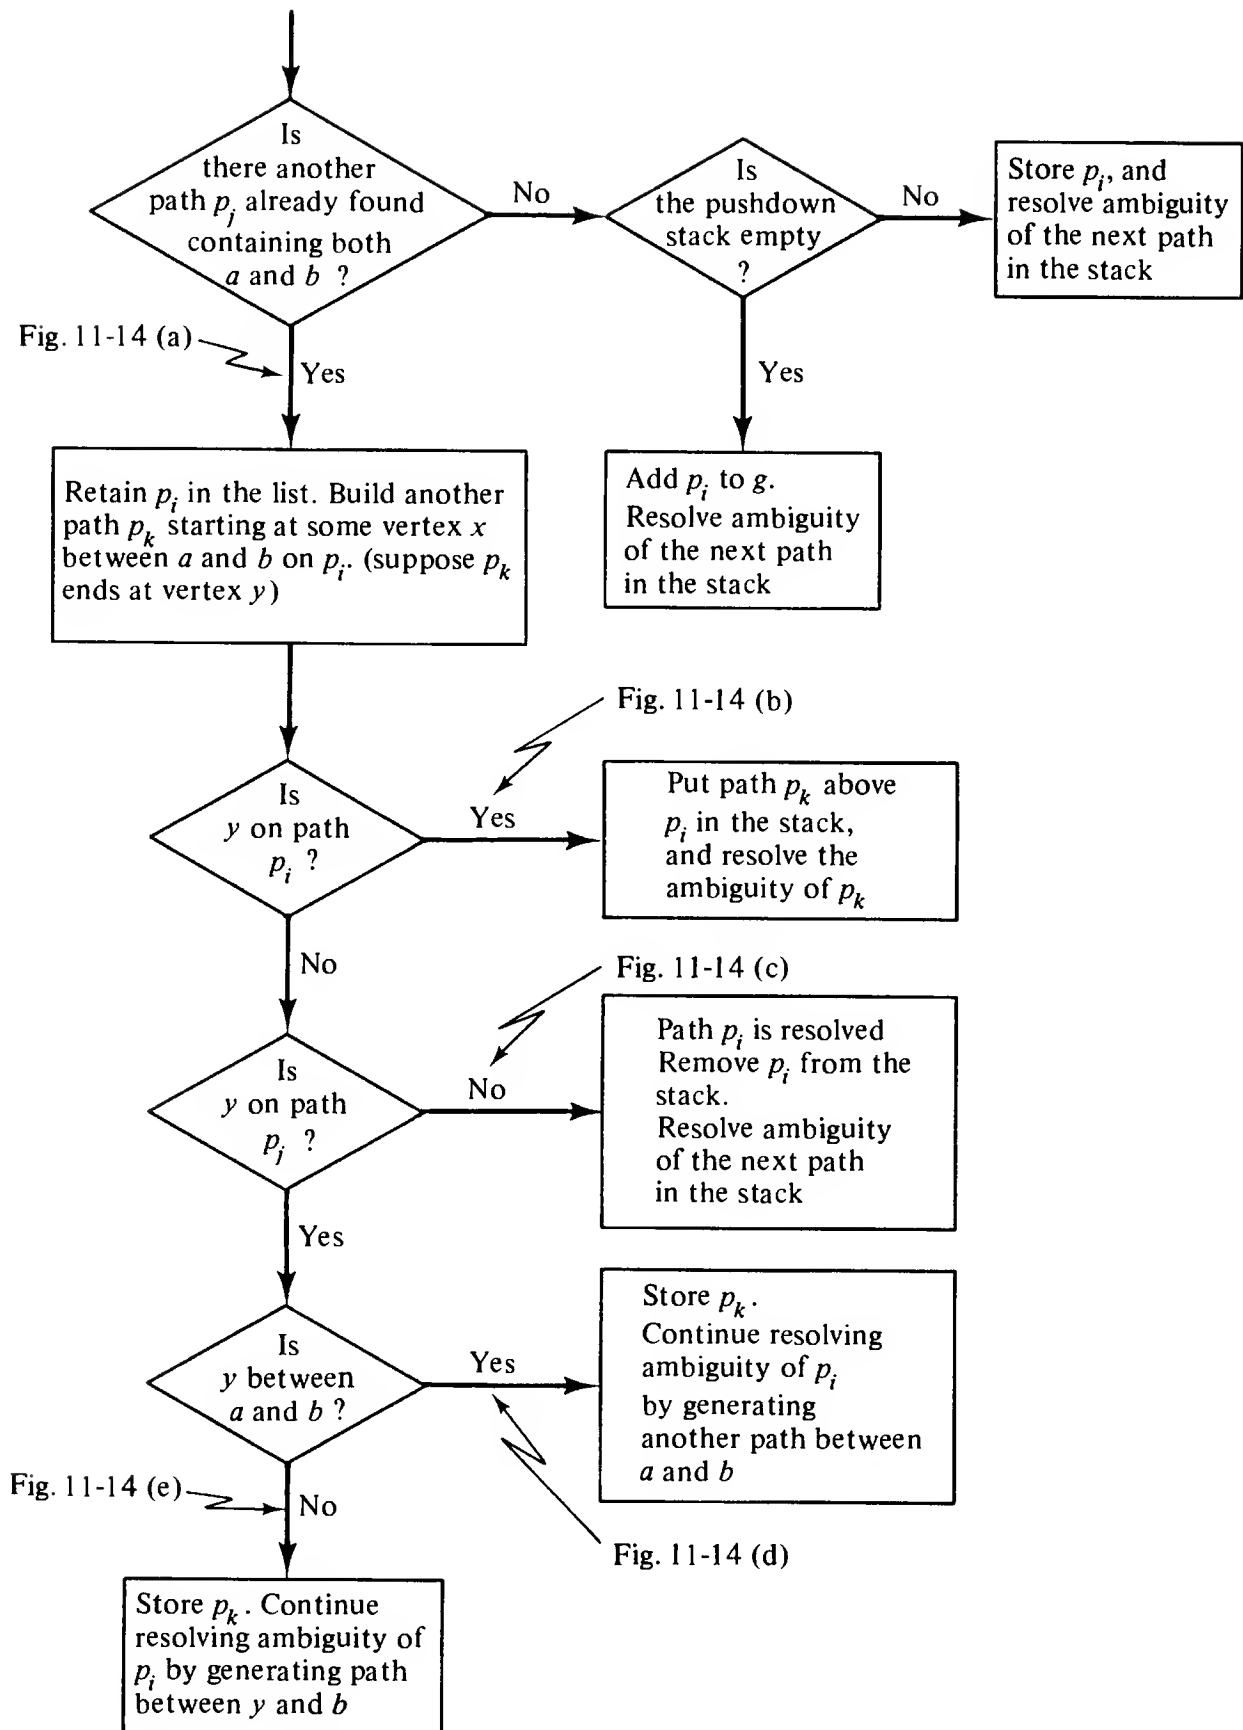 Is
there another
path p_j already found
containing both
a and b ?
No
Is
the pushdown
stack empty
?
No
Store p_i, and
resolve ambiguity
of the next path
in the stack
Fig. 11-14 (a)
Yes
Yes
Retain p_i in the list. Build another
path p_k starting at some vertex x
between a and b on p_i. (suppose p_k
ends at vertex y)
Add p_i to g.
Resolve ambiguity
of the next path
in the stack
Fig. 11-14 (b)
Is
y on path
p_i ?
Yes
Put path p_k above
p_i in the stack,
and resolve the
ambiguity of p_k
No
Fig. 11-14 (c)
Is
y on path
p_j ?
No
Path p_i is resolved
Remove p_i from the
stack.
Resolve ambiguity
of the next path
in the stack
Yes
Is
y between
a and b ?
Yes
Store p_k.
Continue resolving
ambiguity of p_i
by generating
another path between
a and b
Fig. 11-14 (e)
No
Fig. 11-14 (d)
Store p_k. Continue
resolving ambiguity of
p_i by generating path
between y and b